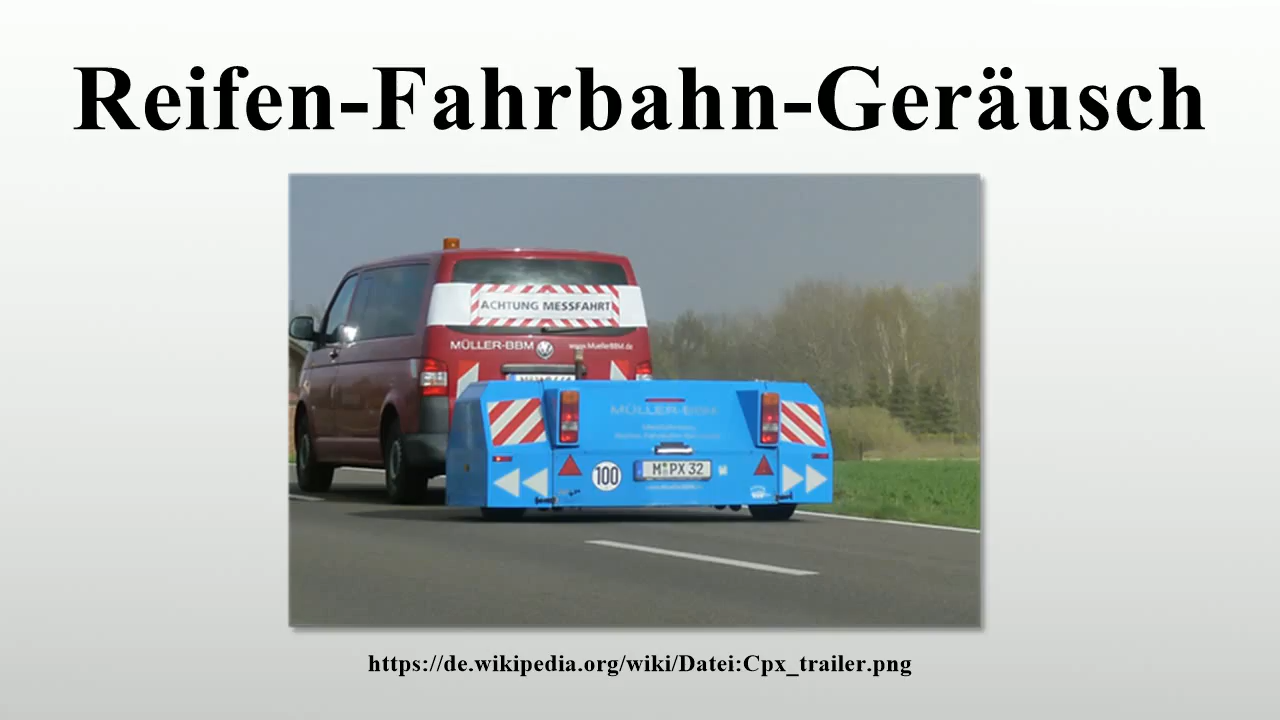 Reifen-Fahrbahn-Geräusch
ACHTUNG MESSFAHRT
MÜLLER-BBM www.MuellerBBM.de
MÜLLER-BBM
100
M PX 32
https://de.wikipedia.org/wiki/Datei:Cpx_trailer.png